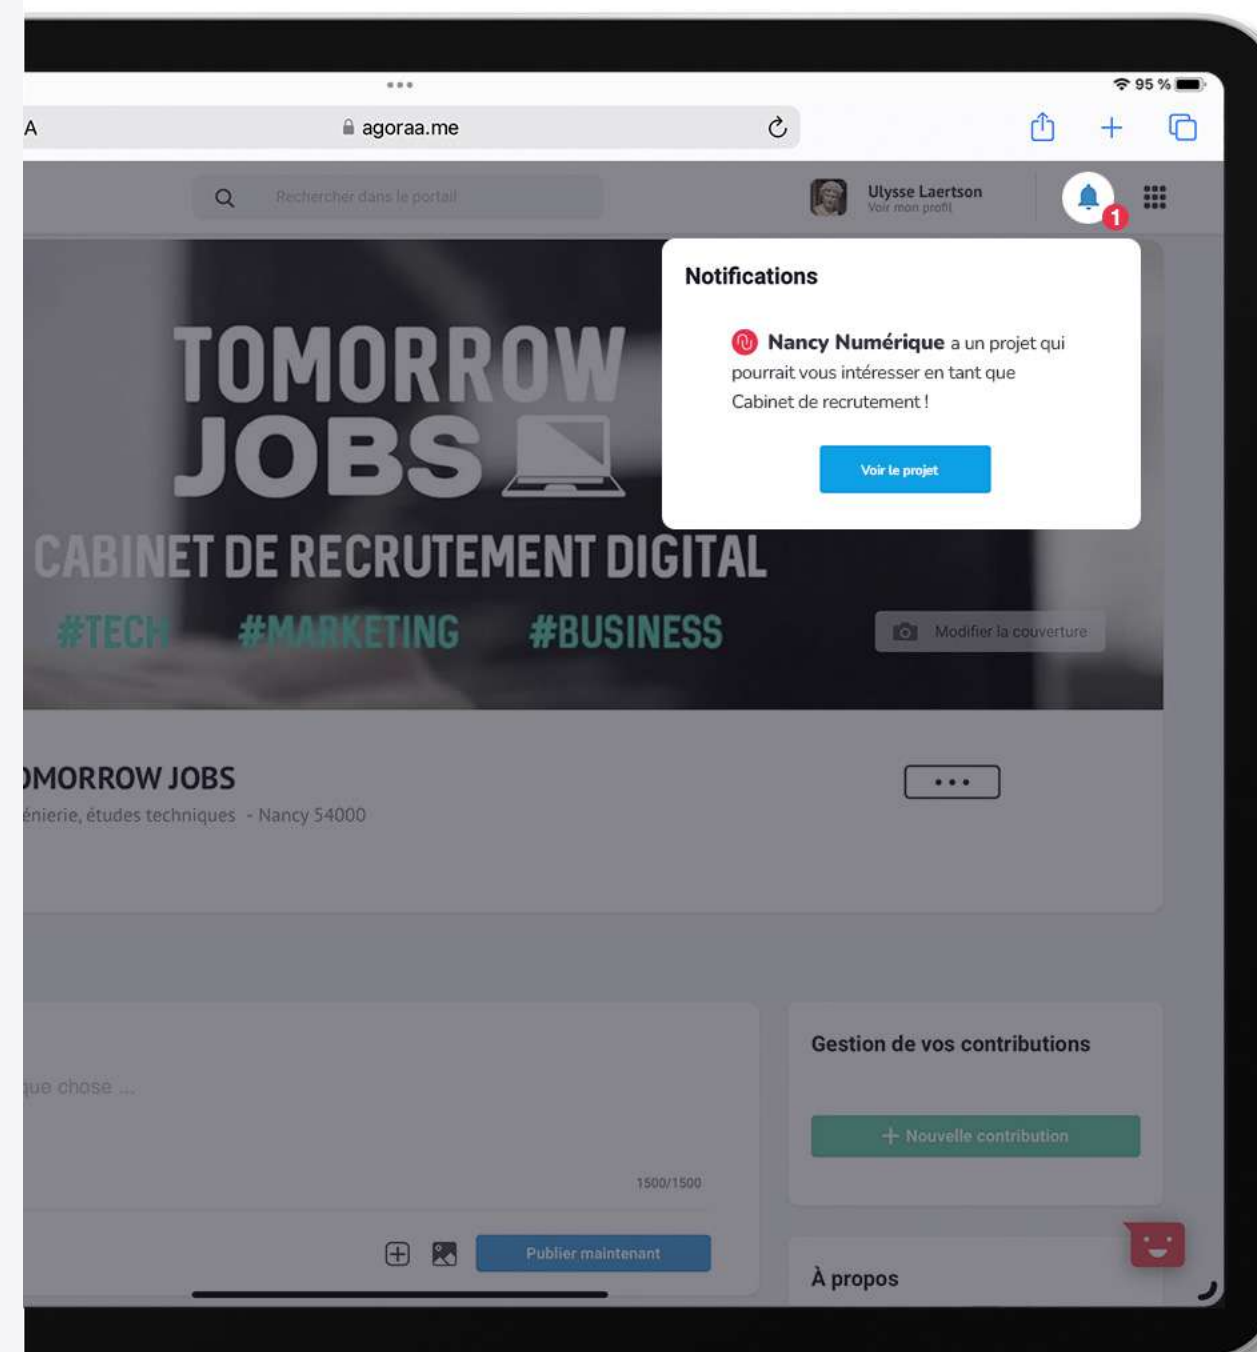 95 %
A
agoraa.me
Rechercher dans le portail
Ulysse Laertson
Voir mon profil
1
Notifications
Nancy Numérique a un projet qui
pourrait vous intéresser en tant que
Cabinet de recrutement !
Voir le projet
TOMORROW
JOBS
CABINET DE RECRUTEMENT DIGITAL
#TECH #MARKETING #BUSINESS
Modifier la couverture
OMORROW JOBS
énierie, études techniques - Nancy 54000
Gestion de vos contributions
que chose ...
+ Nouvelle contribution
1500/1500
Publier maintenant
À propos